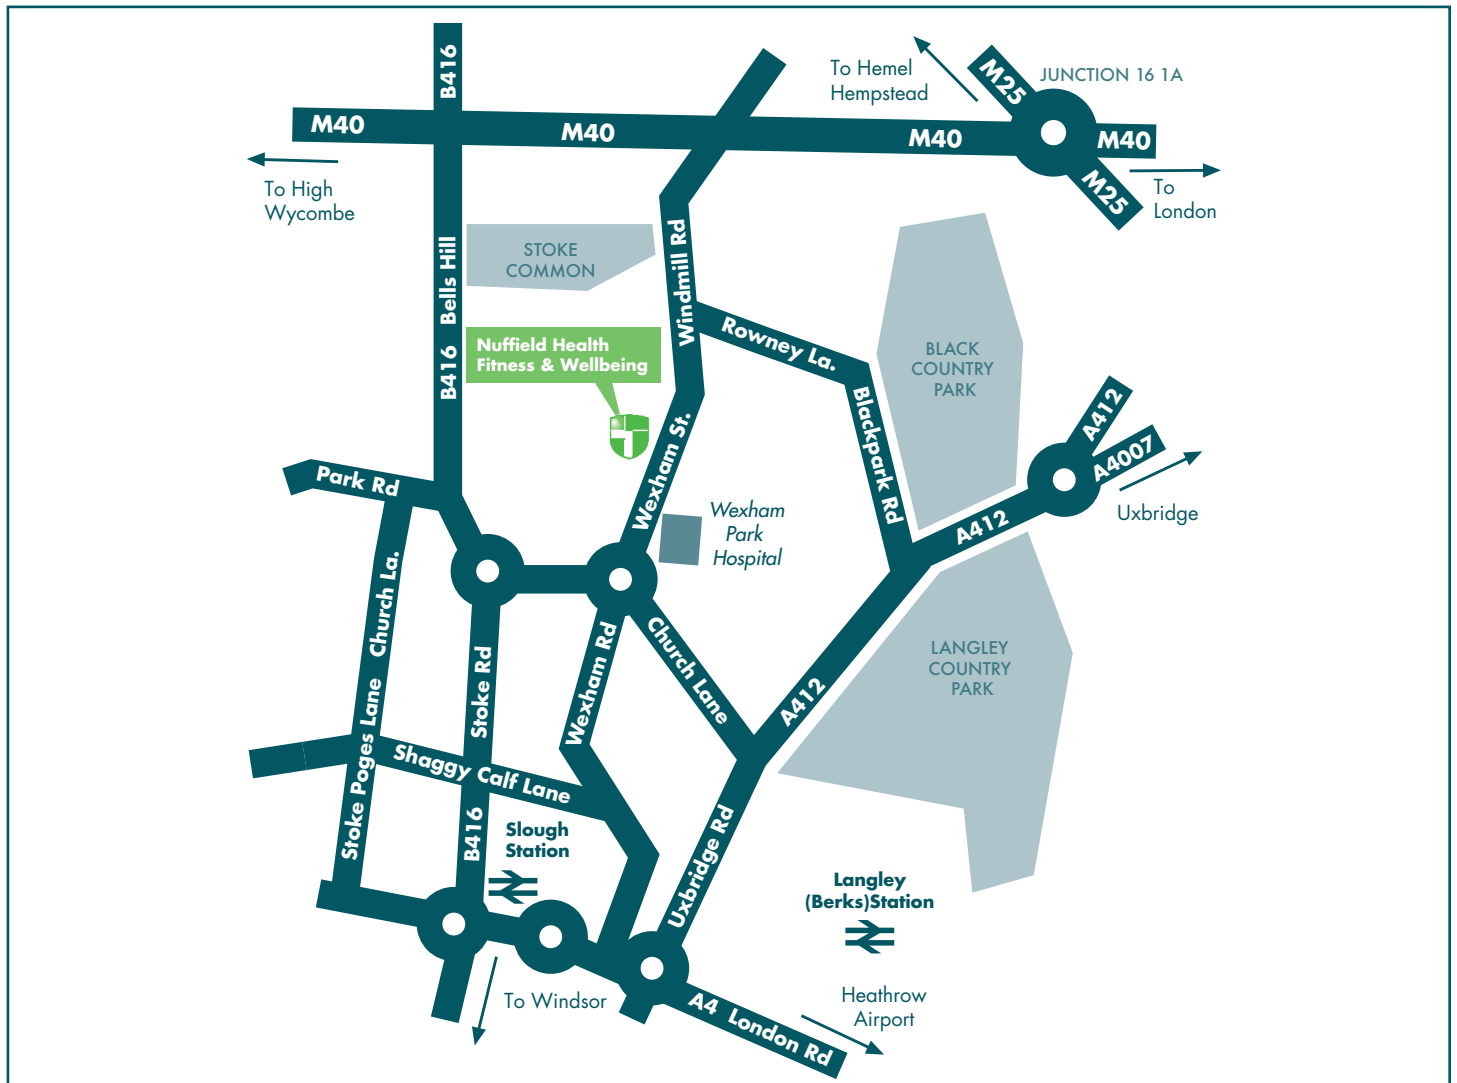 B416
M40
M40
M40
M40
M25
JUNCTION 16 1A
M25
To Hemel
Hempstead
To High
Wycombe
To
London
STOKE
COMMON
Bells Hill
B416
Windmill Rd
Nuffield Health
Fitness & Wellbeing
Rowney La.
BLACK
COUNTRY
PARK
Blackpark Rd
A412
A4007
Uxbridge
A412
Park Rd
Wexham St.
Wexham
Park
Hospital
Church La.
Stoke Poges Lane
Stoke Rd
Wexham Rd
Church Lane
A412
LANGLEY
COUNTRY
PARK
Shaggy Calf Lane
B416
Slough
Station
Uxbridge Rd
Langley
(Berks)Station
To Windsor
A4 London Rd
Heathrow
Airport